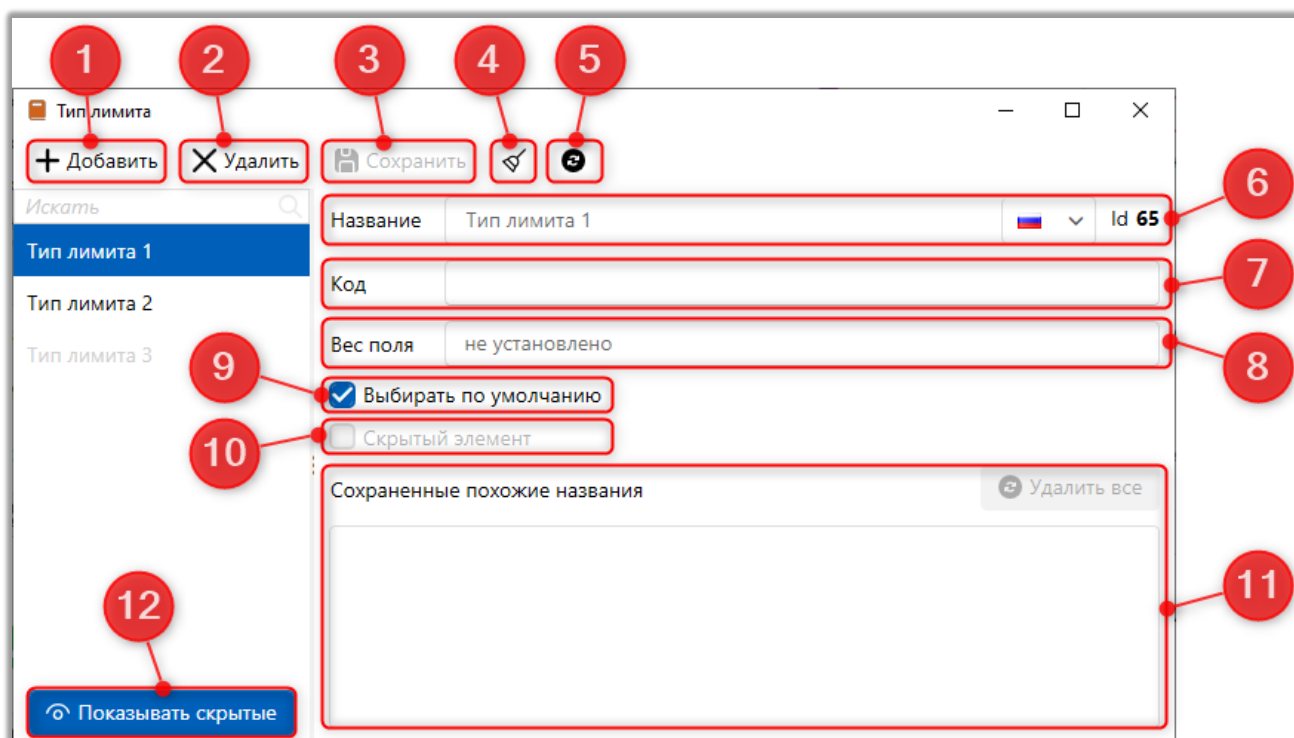 1 2 3 4 5
Тип лимита
Добавить Удалить Сохранить
Искать
6
Название Тип лимита 1 Id 65
Тип лимита 1
7
Код
Тип лимита 2
Вес поля не установлено
8
Тип лимита 3
9
Выбирать по умолчанию
10
Скрытый элемент
Сохраненные похожие названия Удалить все
11
12
Показывать скрытые